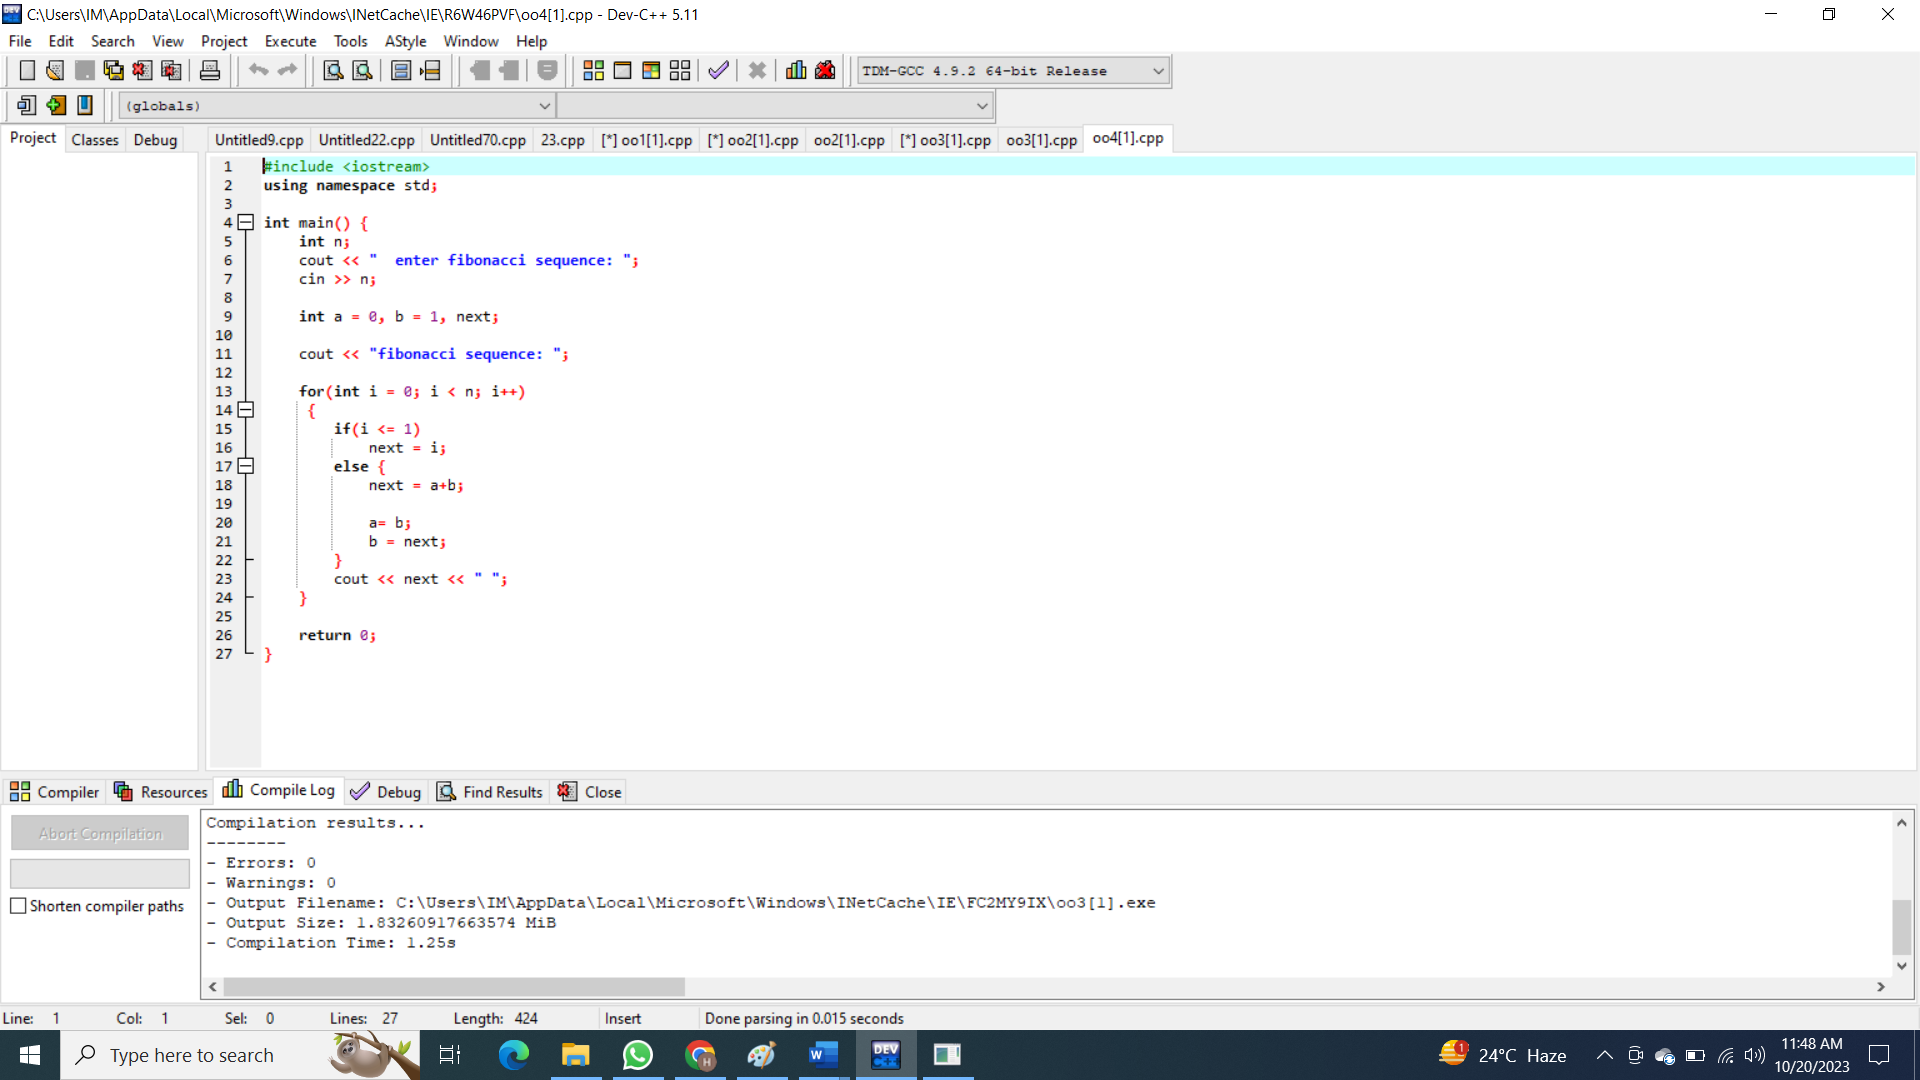 C:\Users\IM\AppData\Local\Microsoft\Windows\INetCache\IE\R6W46PVF\oo4[1].cpp - Dev-C++ 5.11
File Edit Search View Project Execute Tools AStyle Window Help
TDM-GCC 4.9.2 64-bit Release
(globals)
Project Classes Debug
Untitled9.cpp Untitled22.cpp Untitled70.cpp 23.cpp [*] oo1[1].cpp [*] oo2[1].cpp oo2[1].cpp [*] oo3[1].cpp oo3[1].cpp oo4[1].cpp
1 #include <iostream>
2 using namespace std;
3
4 int main() {
5     int n;
6     cout << "  enter fibonacci sequence: ";
7     cin >> n;
8
9     int a = 0, b = 1, next;
10
11     cout << "fibonacci sequence: ";
12
13     for(int i = 0; i < n; i++)
14      {
15         if(i <= 1)
16             next = i;
17         else {
18             next = a+b;
19
20             a= b;
21             b = next;
22         }
23         cout << next << " ";
24     }
25
26     return 0;
27 }
Compiler Resources Compile Log Debug Find Results Close
Abort Compilation
Shorten compiler paths
Compilation results...
--------
- Errors: 0
- Warnings: 0
- Output Filename: C:\Users\IM\AppData\Local\Microsoft\Windows\INetCache\IE\FC2MY9IX\oo3[1].exe
- Output Size: 1.83260917663574 MiB
- Compilation Time: 1.25s
Line: 1 Col: 1 Sel: 0 Lines: 27 Length: 424 Insert Done parsing in 0.015 seconds
Type here to search
H
W
DEV
C++
1
24°C Haze
11:48 AM
10/20/2023